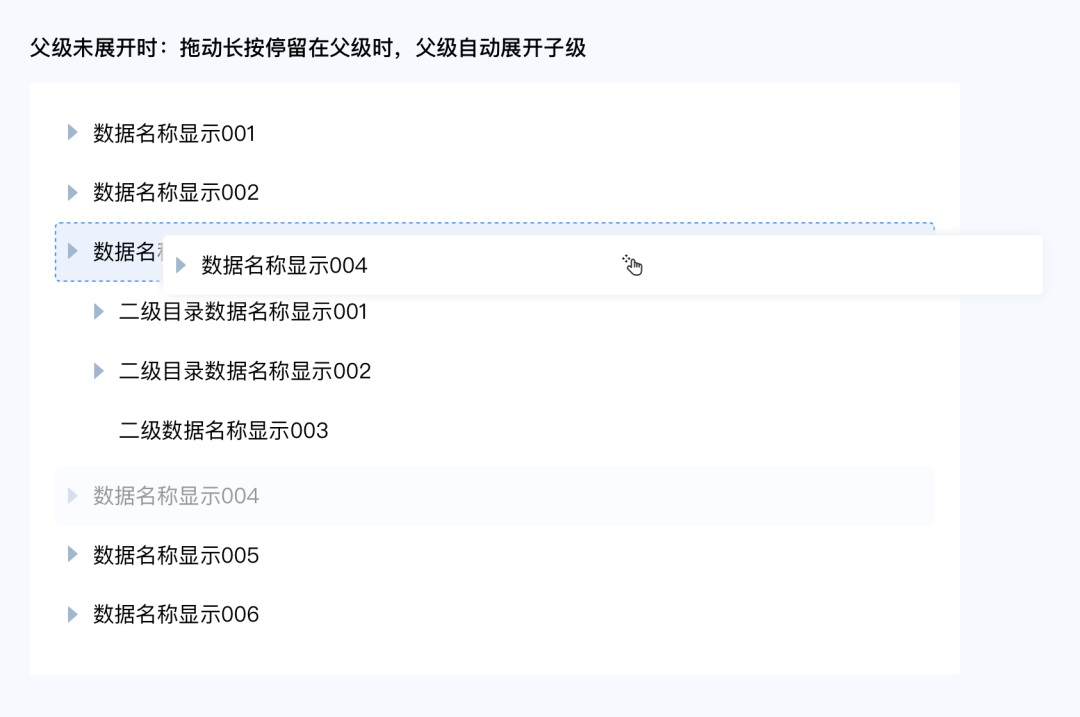 父级未展开时：拖动长按停留在父级时，父级自动展开子级
数据名称显示001
数据名称显示002
数据名
数据名称显示004
二级目录数据名称显示001
二级目录数据名称显示002
二级数据名称显示003
数据名称显示004
数据名称显示005
数据名称显示006